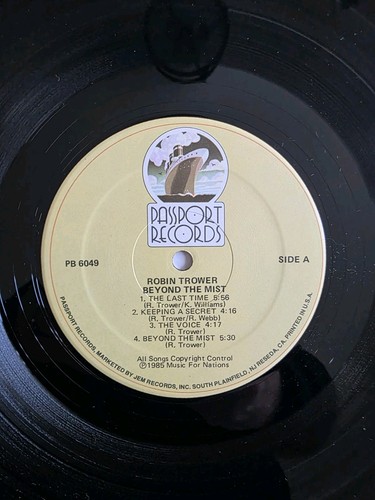 PASSPORT
RECORDS
PB 6049
SIDE A
ROBIN TROWER
BEYOND THE MIST
1. THE LAST TIME 5:56
(R. Trower/K. Williams)
2. KEEPING A SECRET 4:16
(R. Trower/R. Webb)
3. THE VOICE 4:17
(R. Trower)
4. BEYOND THE MIST 5:30
(R. Trower)
All Songs Copyright Control
℗1985 Music For Nations
PASSPORT RECORDS, MARKETED BY JEM RECORDS, INC. SOUTH PLAINFIELD, NJ RESEDA, CA. PRINTED IN U.S.A.